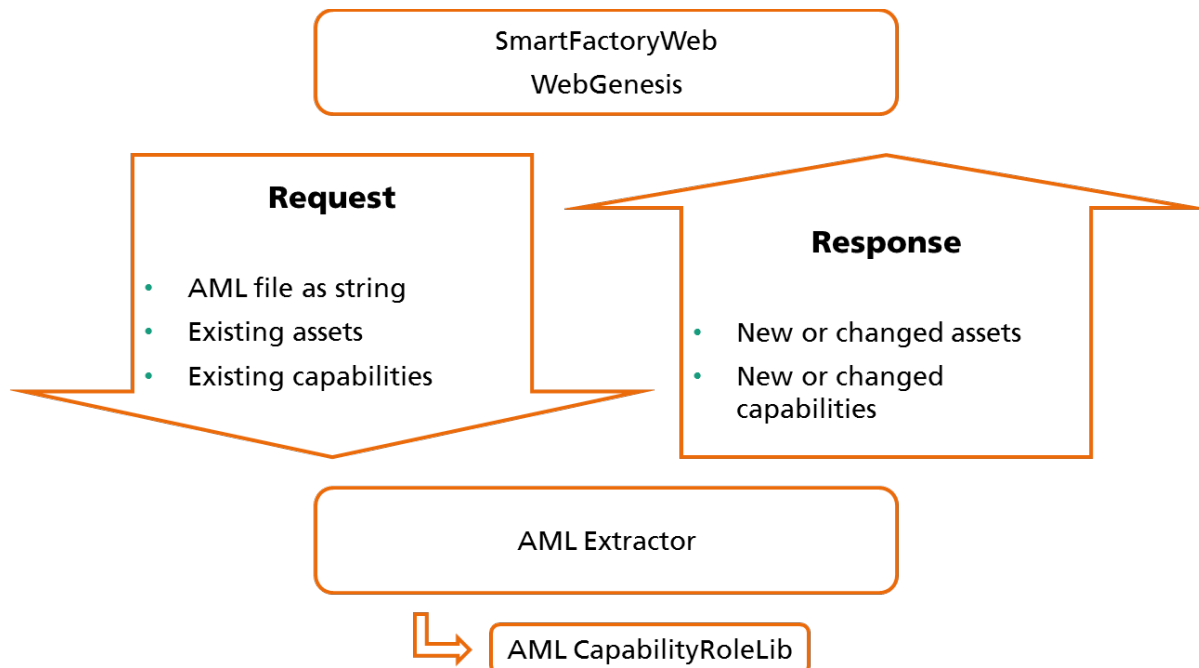 SmartFactoryWeb
WebGenesis
Request
• AML file as string
• Existing assets
• Existing capabilities
Response
• New or changed assets
• New or changed
capabilities
AML Extractor
AML CapabilityRoleLib